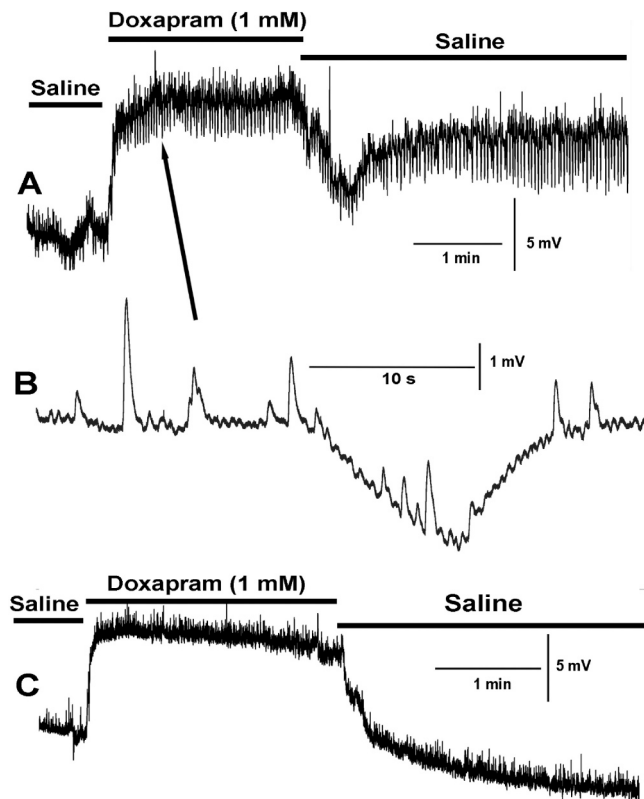 Doxapram (1 mM)
Saline
Saline
A
1 min
5 mV
B
10 s
1 mV
Doxapram (1 mM)
Saline
Saline
C
1 min
5 mV